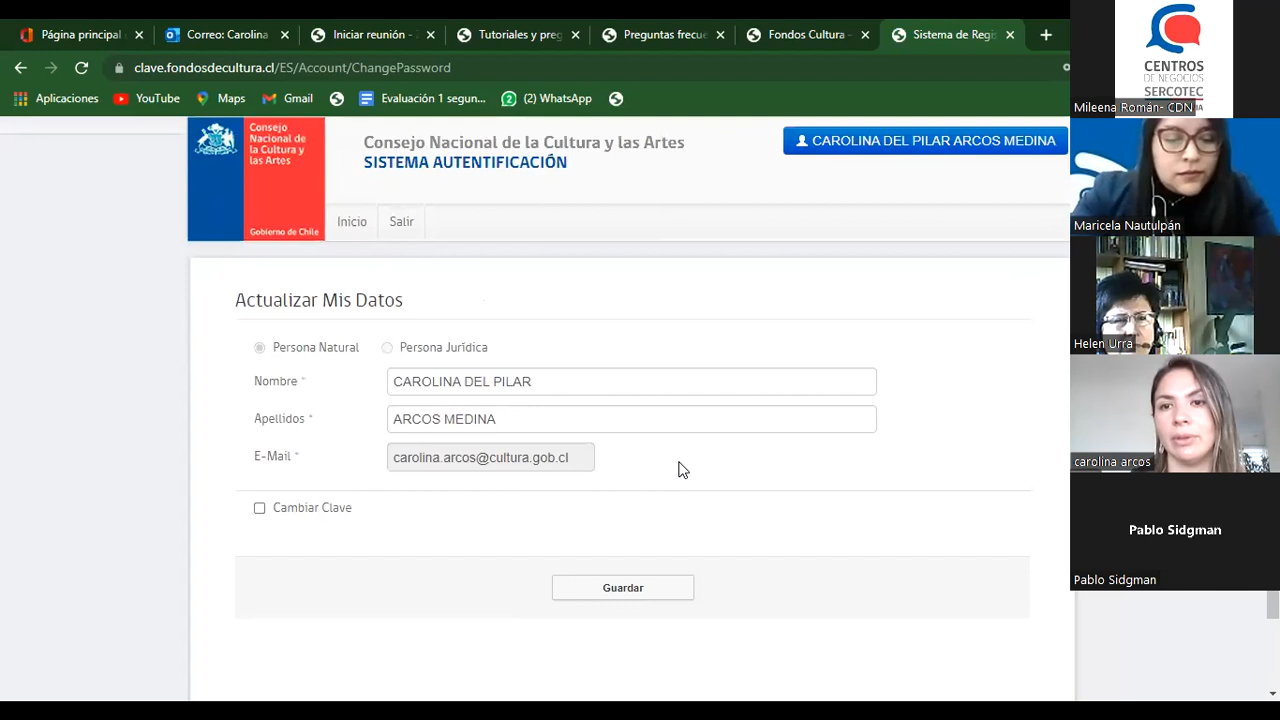 Página principal
Correo: Carolina
Iniciar reunión - Z
Tutoriales y preg
Preguntas frecue
Fondos Cultura –
Sistema de Regi
clave.fondosdecultura.cl/ES/Account/ChangePassword
Aplicaciones
YouTube
Maps
Gmail
Evaluación 1 segun...
(2) WhatsApp
Consejo
Nacional de
la Cultura y
las Artes
Gobierno de Chile
Consejo Nacional de la Cultura y las Artes
SISTEMA AUTENTIFICACIÓN
CAROLINA DEL PILAR ARCOS MEDINA
Inicio
Salir
Actualizar Mis Datos
Persona Natural
Persona Jurídica
Nombre *
CAROLINA DEL PILAR
Apellidos *
ARCOS MEDINA
E-Mail *
carolina.arcos@cultura.gob.cl
Cambiar Clave
Guardar
CENTROS
DE NEGOCIOS
SERCOTEC
Mileena Román- CDN
Maricela Nautulpán
Helen Urra
carolina arcos
Pablo Sidgman
Pablo Sidgman